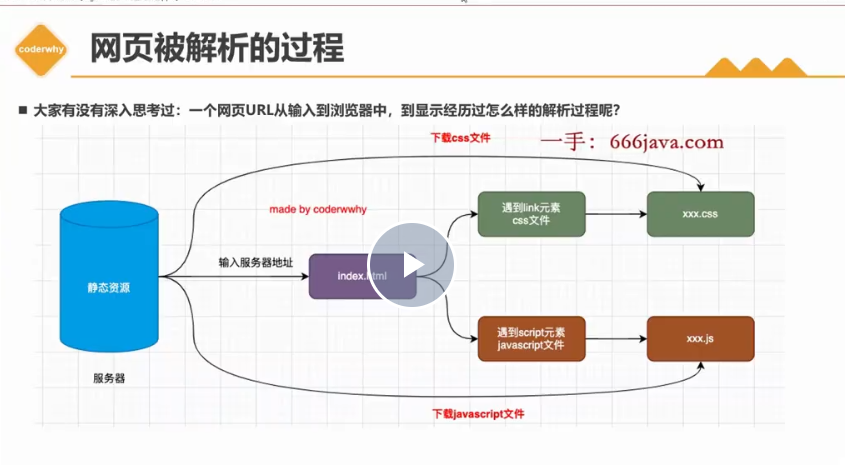 coderwhy
网页被解析的过程
■ 大家有没有深入思考过：一个网页URL从输入到浏览器中，到显示经历过怎么样的解析过程呢？
下载css文件
一手：666java.com
made by coderwwhy
遇到link元素
css文件
xxx.css
输入服务器地址
index.html
静态资源
遇到script元素
javascript文件
xxx.js
服务器
下载javascript文件